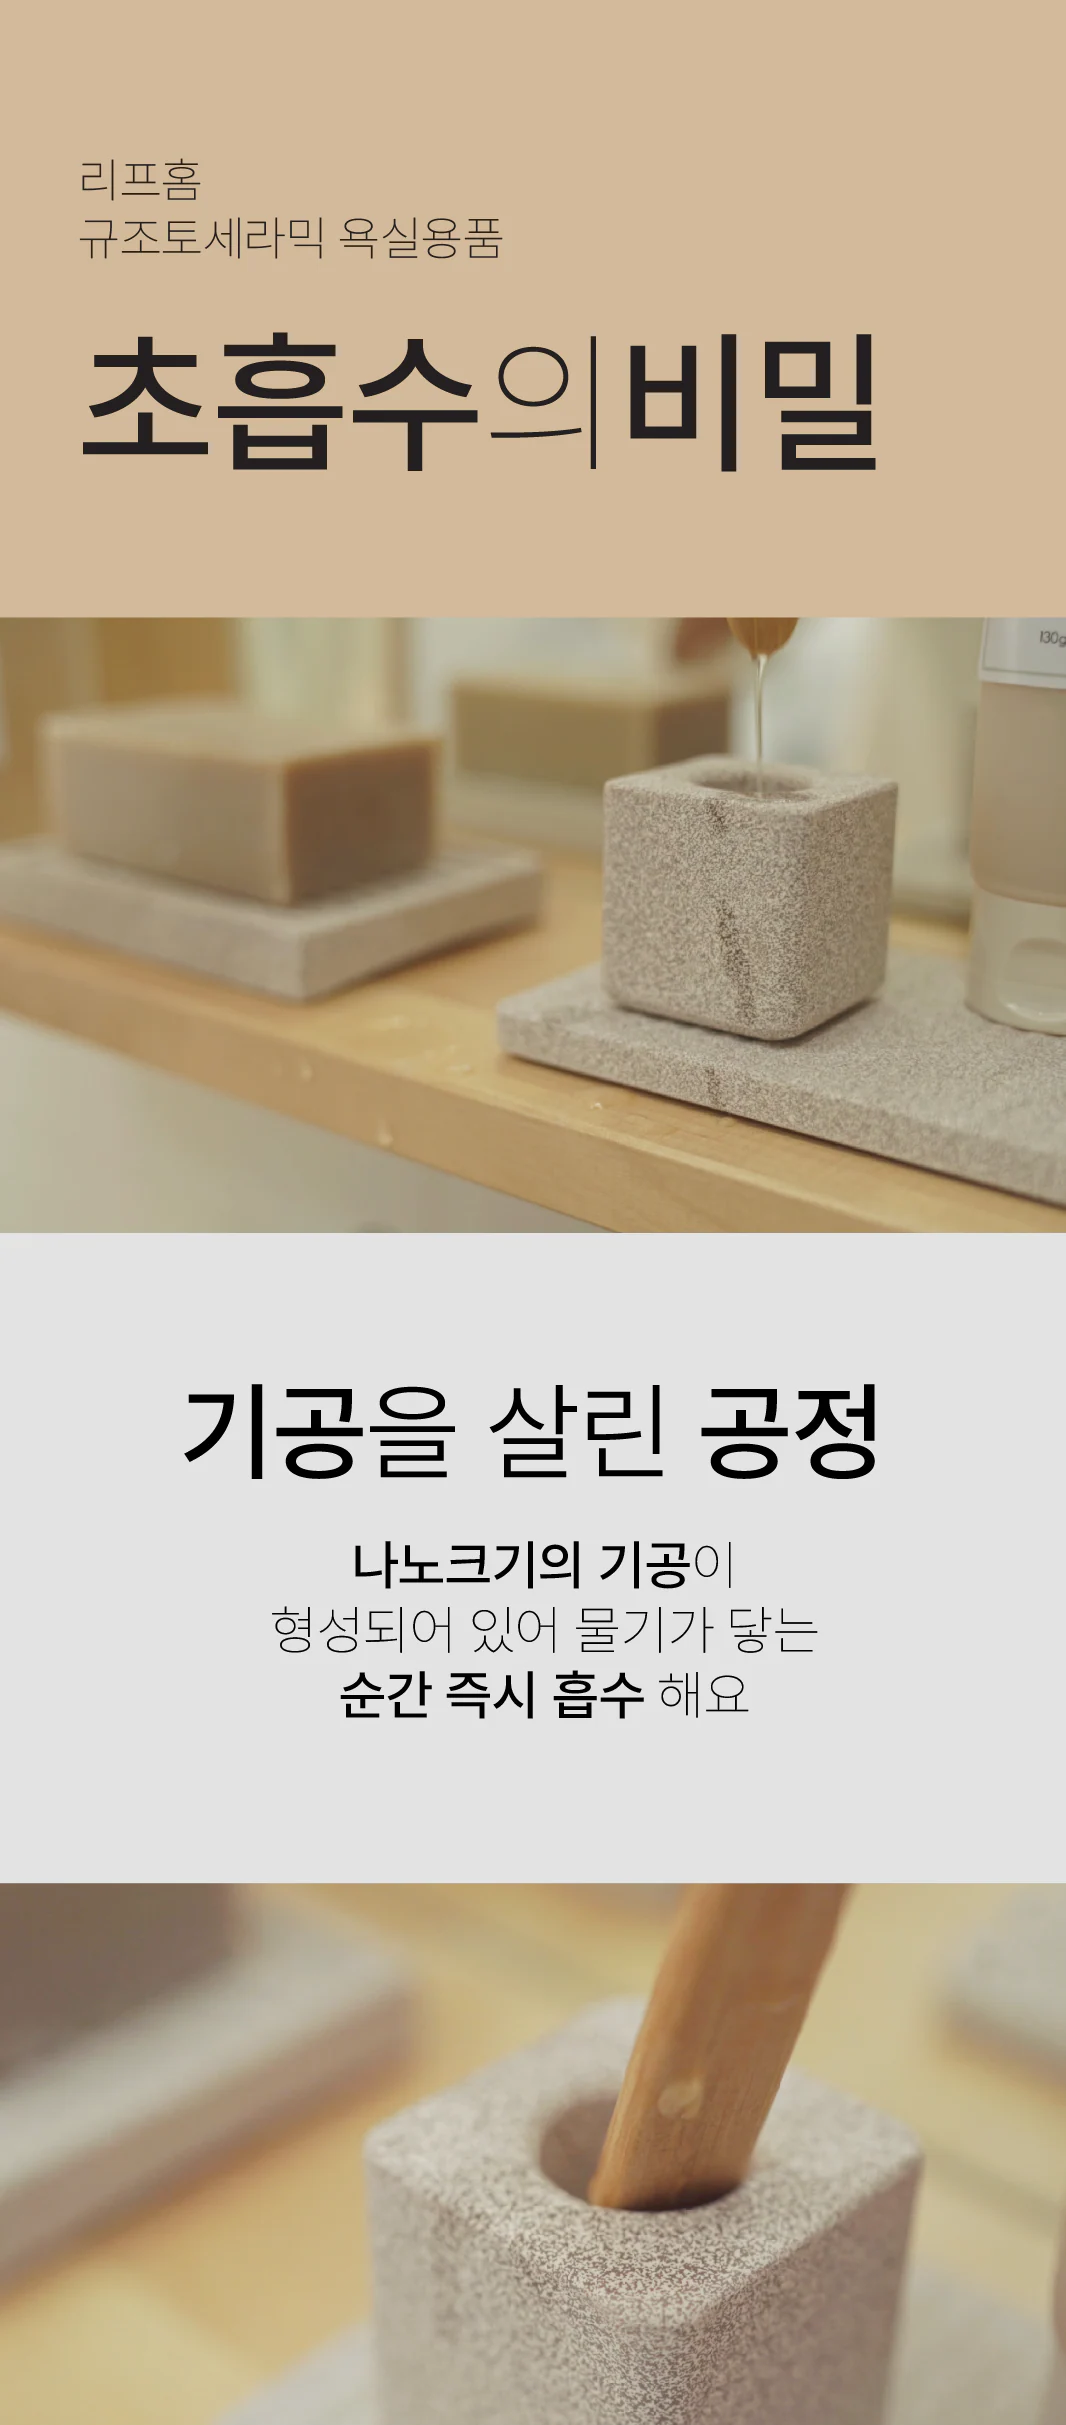 리프홈
규조토세라믹 욕실용품
초흡수의비밀
130g
기공을 살린 공정
나노크기의 기공이
형성되어 있어 물기가 닿는
순간 즉시 흡수 해요